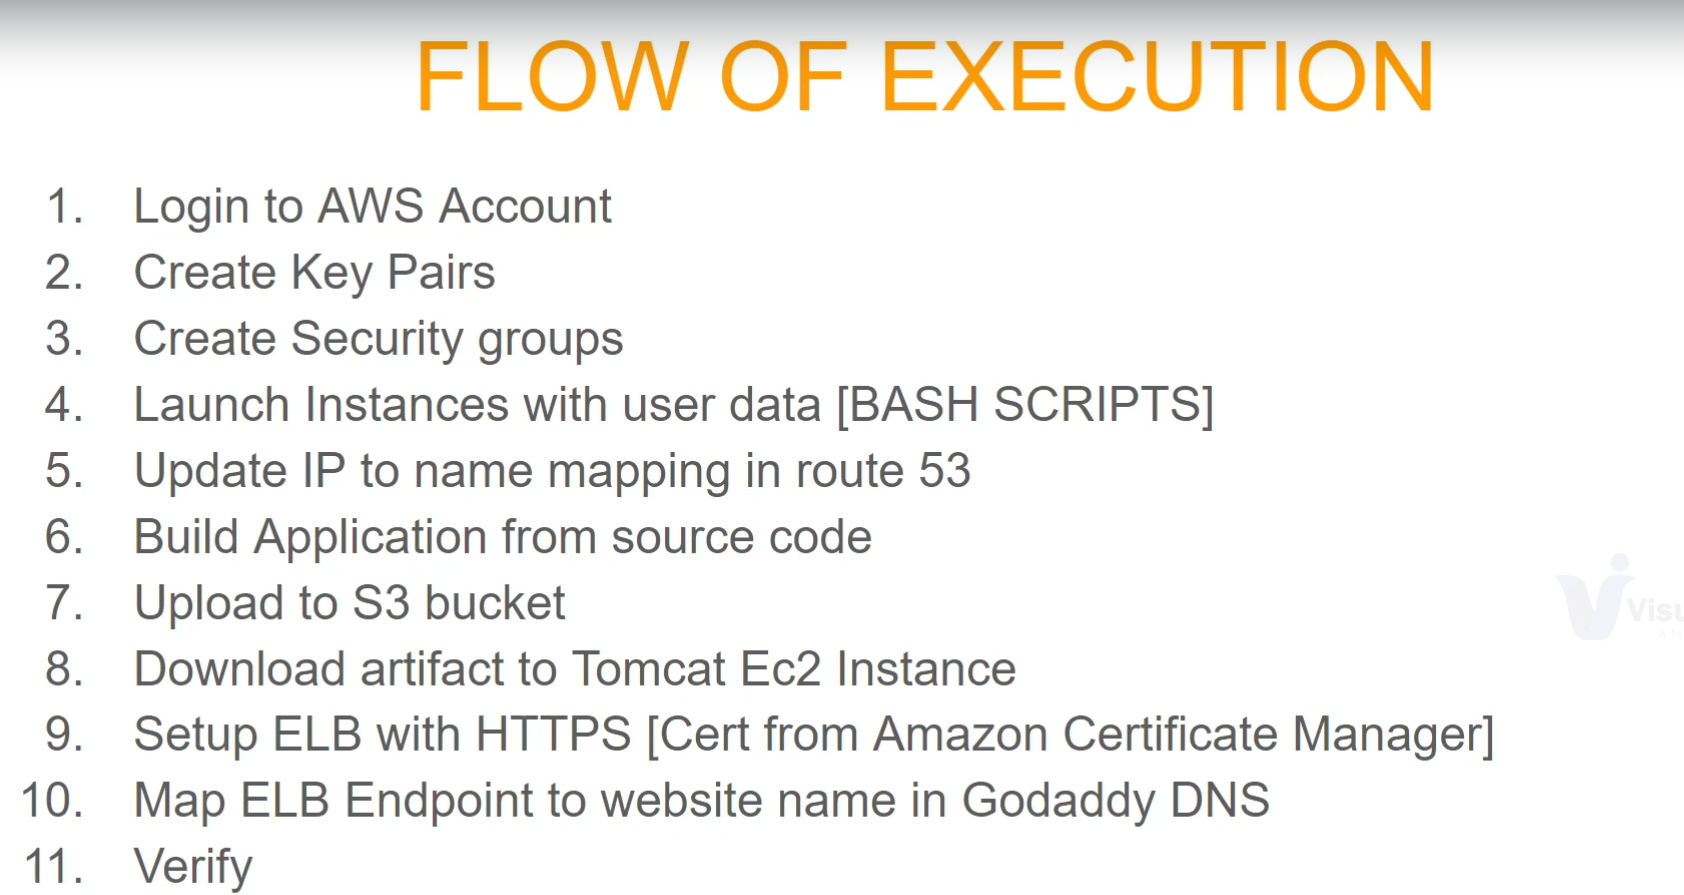 FLOW OF EXECUTION
1. Login to AWS Account
2. Create Key Pairs
3. Create Security groups
4. Launch Instances with user data [BASH SCRIPTS]
5. Update IP to name mapping in route 53
6. Build Application from source code
7. Upload to S3 bucket
8. Download artifact to Tomcat Ec2 Instance
9. Setup ELB with HTTPS [Cert from Amazon Certificate Manager]
10. Map ELB Endpoint to website name in Godaddy DNS
11. Verify